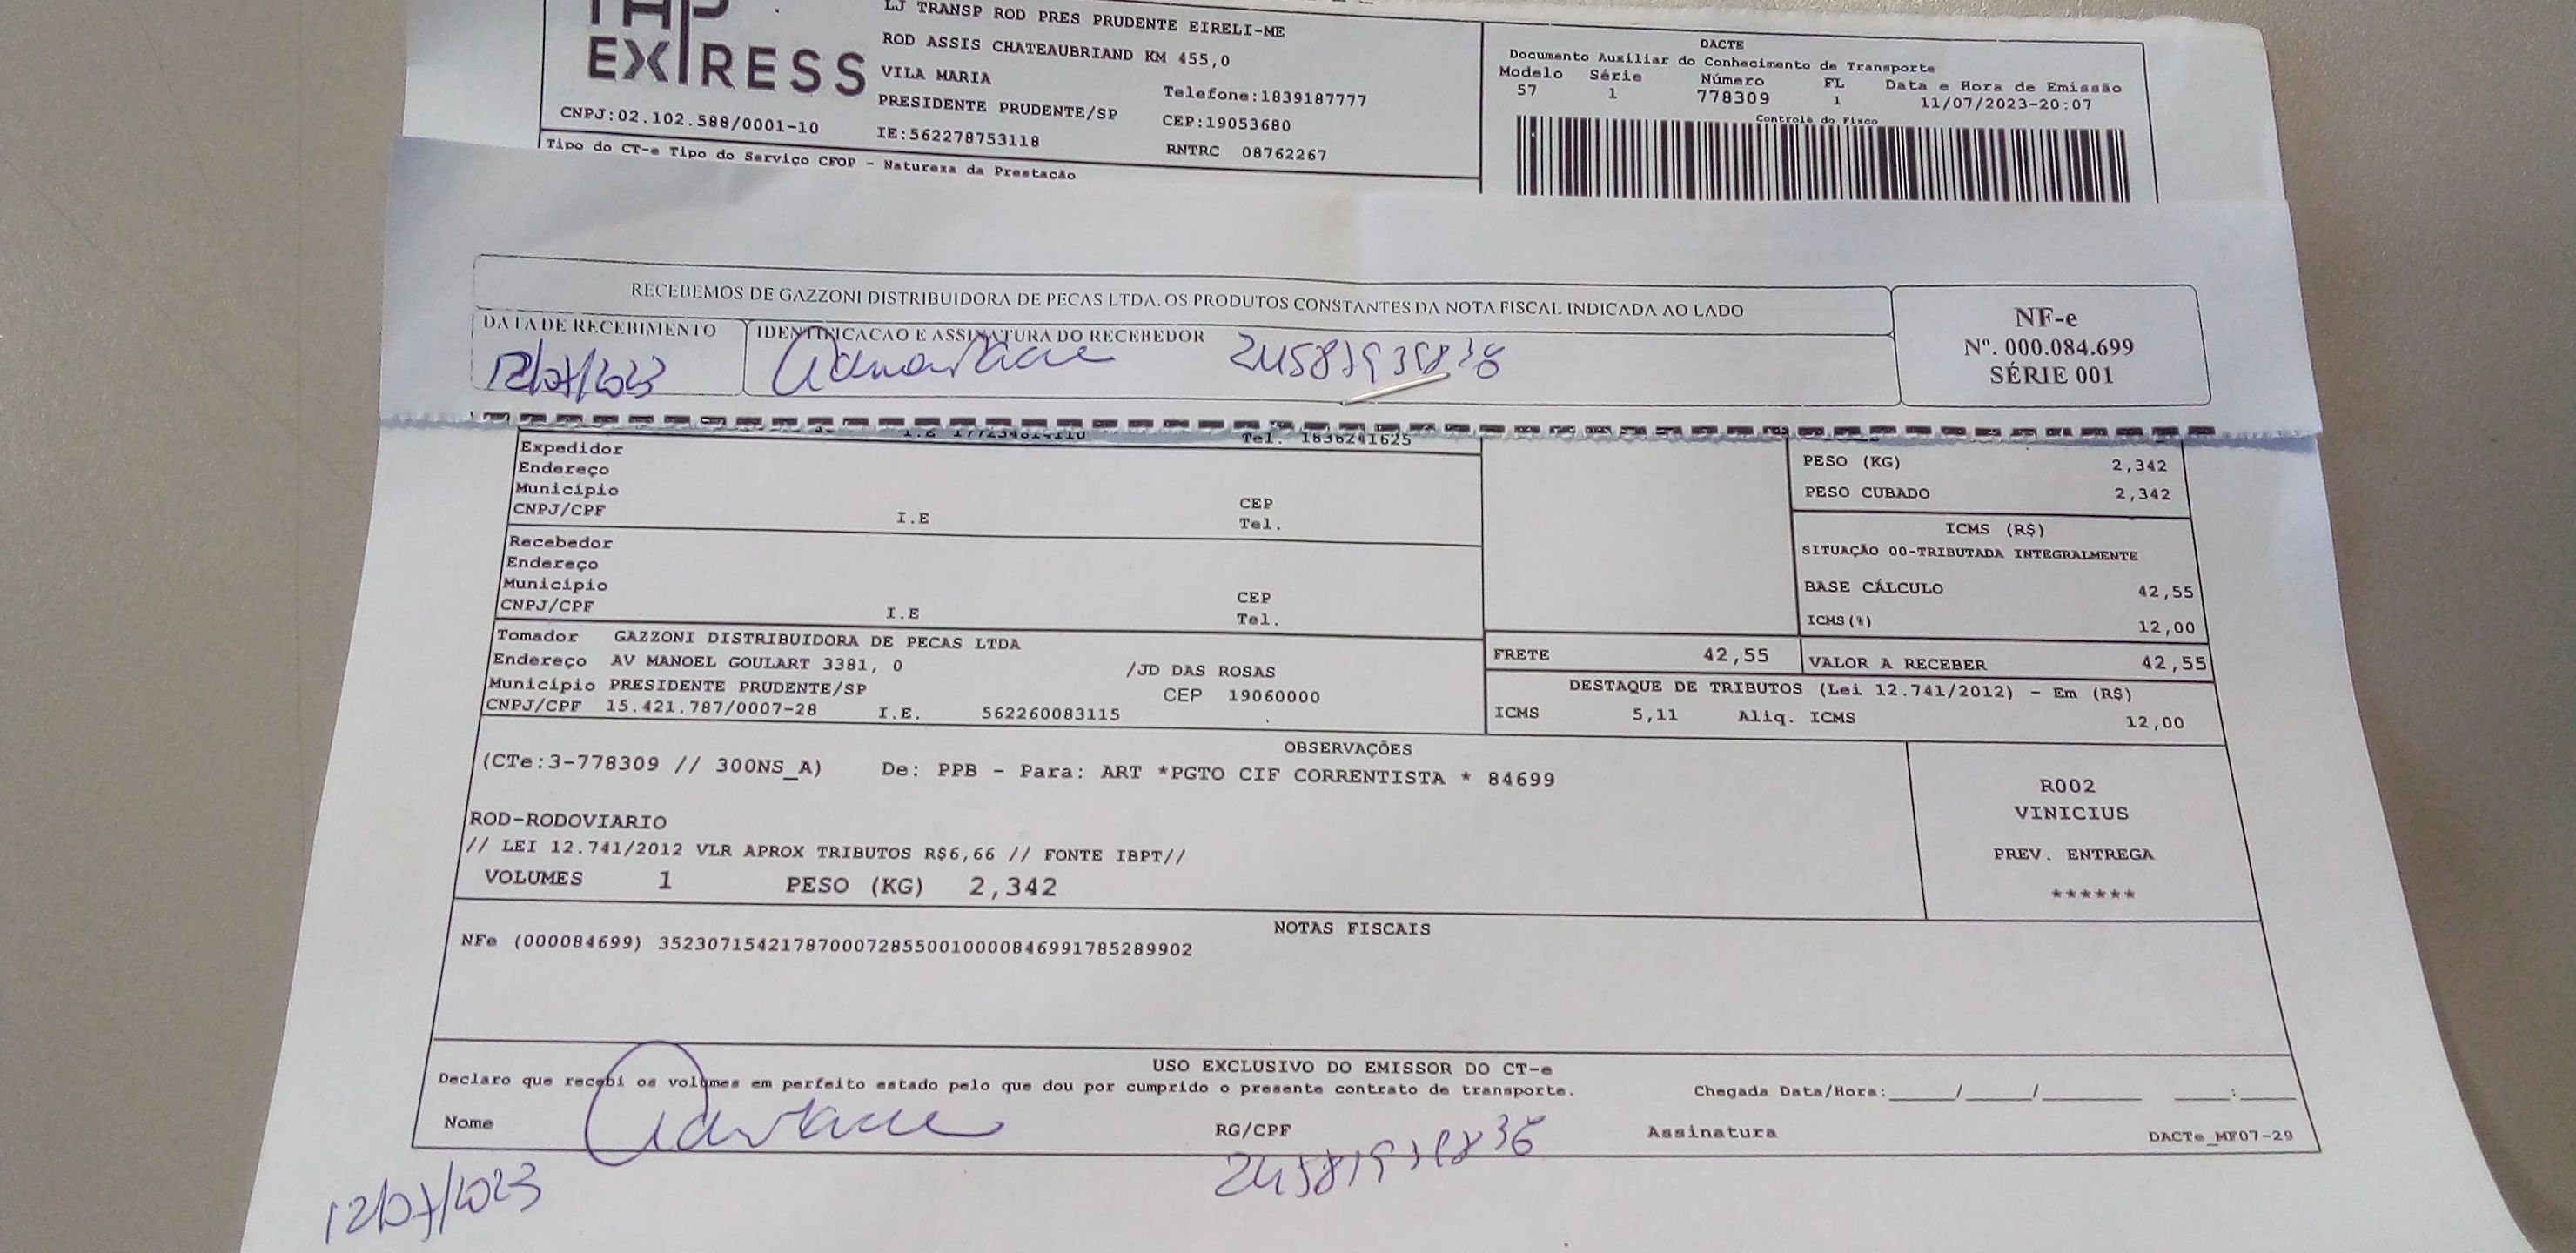 EXPRESS
CNPJ:02.102.588/0001-10
LJ TRANSP ROD PRES PRUDENTE EIRELI-ME
ROD ASSIS CHATEAUBRIAND KM 455,0
VILA MARIA
Telefone:1839187777
PRESIDENTE PRUDENTE/SP
CEP:19053680
IE:562278753118
RNTRC 08762267
DACTE
Documento Auxiliar do Conhecimento de Transporte
Modelo Série Número FL Data e Hora de Emissão
57 1 778309 1 11/07/2023-20:07
Controle do Fisco
Tipo do CT-e Tipo do Serviço CFOP - Natureza da Prestação
RECEBEMOS DE GAZZONI DISTRIBUIDORA DE PECAS LTDA. OS PRODUTOS CONSTANTES DA NOTA FISCAL INDICADA AO LADO
DATA DE RECEBIMENTO
IDENTIFICACAO E ASSINATURA DO RECEBEDOR
12/07/2023
NF-e
Nº. 000.084.699
SÉRIE 001
Tel. 1836241625
Expedidor
Endereço
Município
CEP
CNPJ/CPF I.E Tel.
Recebedor
Endereço
Município
CEP
CNPJ/CPF I.E Tel.
Tomador GAZZONI DISTRIBUIDORA DE PECAS LTDA
Endereço AV MANOEL GOULART 3381, 0 /JD DAS ROSAS
Município PRESIDENTE PRUDENTE/SP CEP 19060000
CNPJ/CPF 15.421.787/0007-28 I.E. 562260083115
PESO (KG) 2,342
PESO CUBADO 2,342
ICMS (R$)
SITUAÇÃO 00-TRIBUTADA INTEGRALMENTE
BASE CÁLCULO 42,55
ICMS(%) 12,00
FRETE 42,55
VALOR A RECEBER 42,55
DESTAQUE DE TRIBUTOS (Lei 12.741/2012) - Em (R$)
ICMS 5,11 Aliq. ICMS 12,00
OBSERVAÇÕES
(CTe:3-778309 // 300NS_A) De: PPB - Para: ART *PGTO CIF CORRENTISTA * 84699
ROD-RODOVIARIO
// LEI 12.741/2012 VLR APROX TRIBUTOS R$6,66 // FONTE IBPT//
VOLUMES 1 PESO (KG) 2,342
R002
VINICIUS
PREV. ENTREGA
******
NOTAS FISCAIS
NFe (000084699) 35230715421787000728550010000846991785289902
USO EXCLUSIVO DO EMISSOR DO CT-e
Declaro que recebi os volumes em perfeito estado pelo que dou por cumprido o presente contrato de transporte.
Chegada Data/Hora:______/______/_________ _____:_____
Nome
RG/CPF
Assinatura
DACTe_MF07-29
12/07/2023